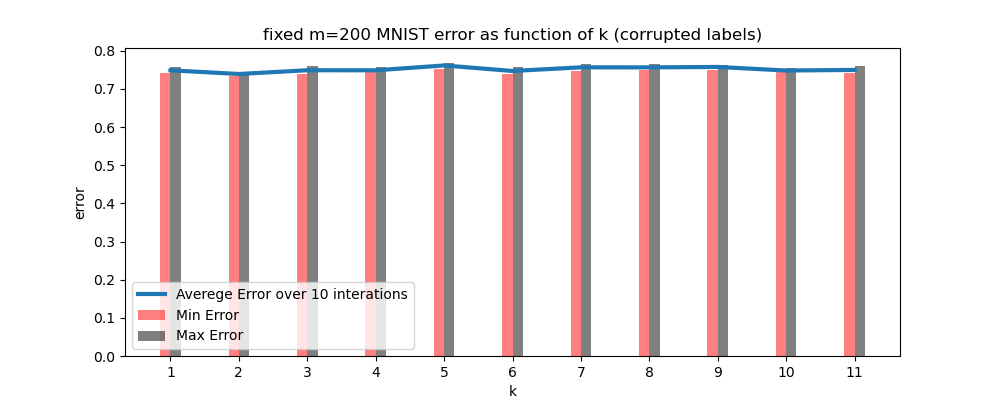 fixed m=200 MNIST error as function of k (corrupted labels)
0.8
0.7
0.6
0.5
0.4
0.3
0.2
0.1
0.0
error
Averege Error over 10 interations
Min Error
Max Error
1 2 3 4 5 6 7 8 9 10 11
k